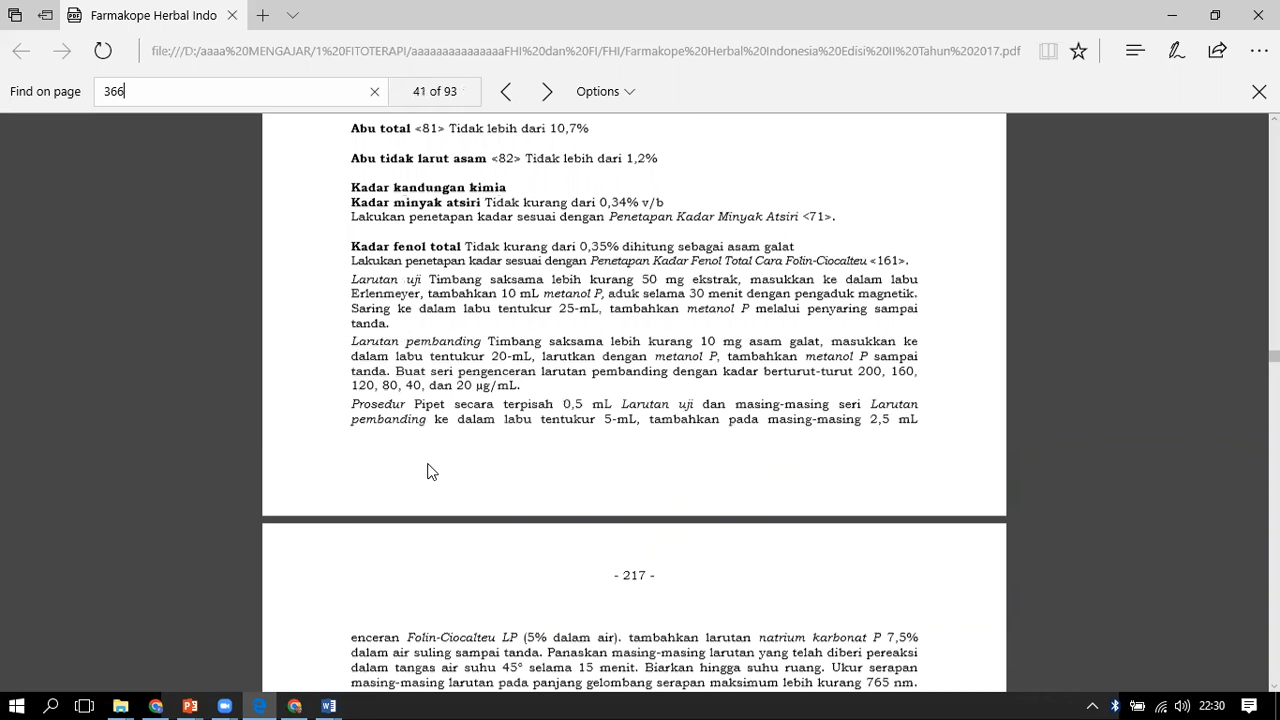 Farmakope Herbal Indo
file:///D:/aaaa%20MENGAJAR/1%20FITOTERAPI/aaaaaaaaaaaaaaaFHI%20dan%20FI/FHI/Farmakope%20Herbal%20Indonesia%20Edisi%20II%20Tahun%202017.pdf
Find on page 366 41 of 93 Options
Abu total <81> Tidak lebih dari 10,7%
Abu tidak larut asam <82> Tidak lebih dari 1,2%
Kadar kandungan kimia
Kadar minyak atsiri Tidak kurang dari 0,34% v/b
Lakukan penetapan kadar sesuai dengan Penetapan Kadar Minyak Atsiri <71>.
Kadar fenol total Tidak kurang dari 0,35% dihitung sebagai asam galat
Lakukan penetapan kadar sesuai dengan Penetapan Kadar Fenol Total Cara Folin-Ciocalteu <161>.
Larutan uji Timbang saksama lebih kurang 50 mg ekstrak, masukkan ke dalam labu
Erlenmeyer, tambahkan 10 mL metanol P, aduk selama 30 menit dengan pengaduk magnetik.
Saring ke dalam labu tentukur 25-mL, tambahkan metanol P melalui penyaring sampai
tanda.
Larutan pembanding Timbang saksama lebih kurang 10 mg asam galat, masukkan ke
dalam labu tentukur 20-mL, larutkan dengan metanol P, tambahkan metanol P sampai
tanda. Buat seri pengenceran larutan pembanding dengan kadar berturut-turut 200, 160,
120, 80, 40, dan 20 µg/mL.
Prosedur Pipet secara terpisah 0,5 mL Larutan uji dan masing-masing seri Larutan
pembanding ke dalam labu tentukur 5-mL, tambahkan pada masing-masing 2,5 mL
- 217 -
enceran Folin-Ciocalteu LP (5% dalam air). tambahkan larutan natrium karbonat P 7,5%
dalam air suling sampai tanda. Panaskan masing-masing larutan yang telah diberi pereaksi
dalam tangas air suhu 45° selama 15 menit. Biarkan hingga suhu ruang. Ukur serapan
masing-masing larutan pada panjang gelombang serapan maksimum lebih kurang 765 nm.
22:30